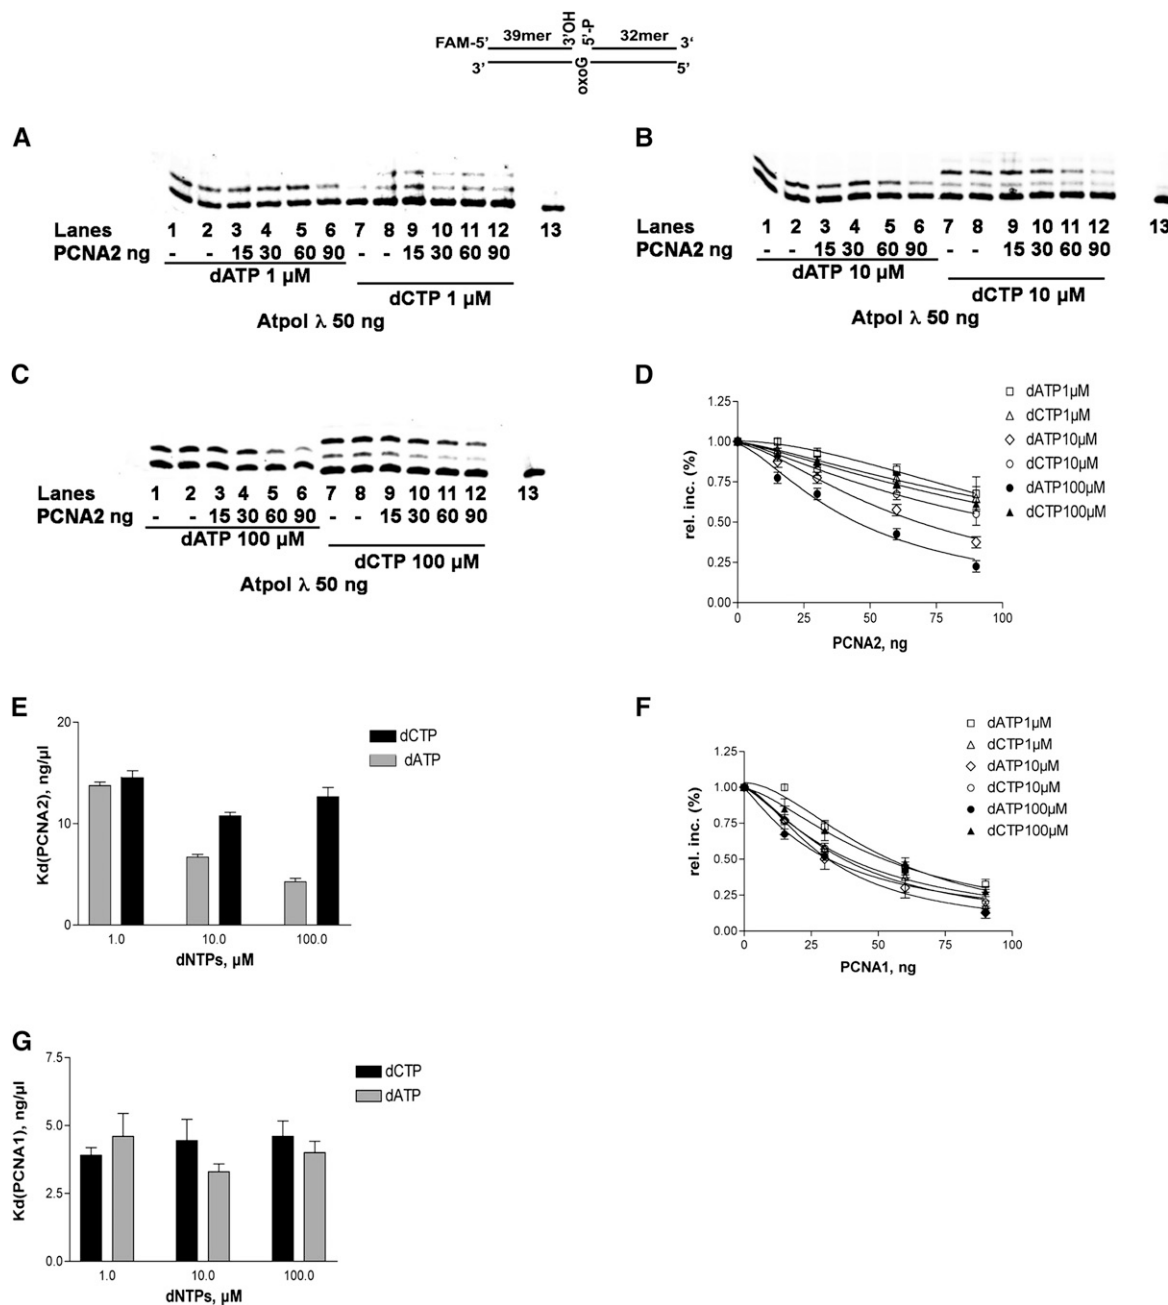 FAM-5' 39mer 3'OH 5'-P 32mer 3'
3' oxoG 5'
A
Lanes 1 2 3 4 5 6 7 8 9 10 11 12 13
PCNA2 ng - - 15 30 60 90 - - 15 30 60 90
dATP 1 µM
dCTP 1 µM
Atpol λ 50 ng
B
Lanes 1 2 3 4 5 6 7 8 9 10 11 12 13
PCNA2 ng - - 15 30 60 90 - - 15 30 60 90
dATP 10 µM
dCTP 10 µM
Atpol λ 50 ng
C
Lanes 1 2 3 4 5 6 7 8 9 10 11 12 13
PCNA2 ng - - 15 30 60 90 - - 15 30 60 90
dATP 100 µM
dCTP 100 µM
Atpol λ 50 ng
D
rel. inc. (%)
1.25
1.00
0.75
0.50
0.25
0.00
0 25 50 75 100
PCNA2, ng
dATP1µM
dCTP1µM
dATP10µM
dCTP10µM
dATP100µM
dCTP100µM
E
Kd(PCNA2), ng/µl
20
10
0
1.0 10.0 100.0
dNTPs, µM
dCTP
dATP
F
rel. inc. (%)
1.25
1.00
0.75
0.50
0.25
0.00
0 25 50 75 100
PCNA1, ng
dATP1µM
dCTP1µM
dATP10µM
dCTP10µM
dATP100µM
dCTP100µM
G
Kd(PCNA1), ng/µl
7.5
5.0
2.5
0.0
1.0 10.0 100.0
dNTPs, µM
dCTP
dATP